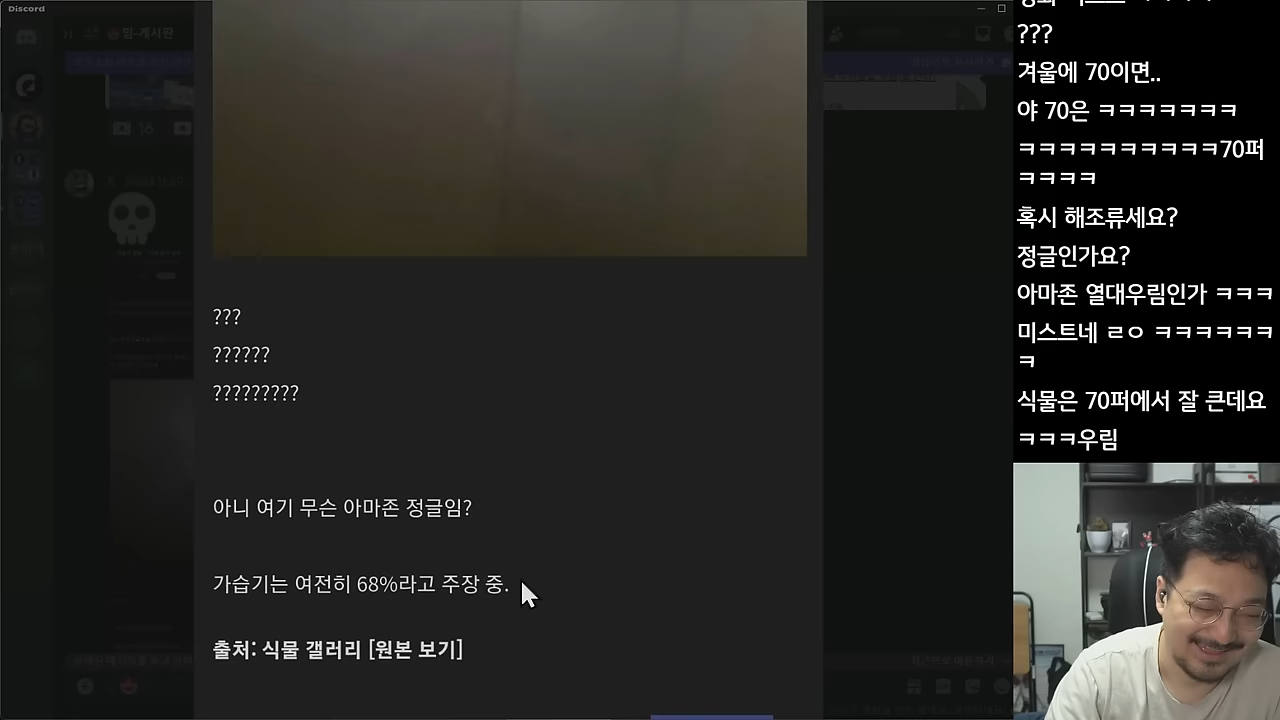 Discord
밈-게시판
16
???
??????
?????????
아니 여기 무슨 아마존 정글임?
가습기는 여전히 68%라고 주장 중.
출처: 식물 갤러리 [원본 보기]
???
겨울에 70이면..
야 70은 ㅋㅋㅋㅋㅋㅋㅋ
ㅋㅋㅋㅋㅋㅋㅋㅋㅋㅋ70퍼
ㅋㅋㅋㅋ
혹시 해조류세요?
정글인가요?
아마존 열대우림인가 ㅋㅋㅋ
미스트네 ㄹㅇ ㅋㅋㅋㅋㅋㅋ
ㅋ
식물은 70퍼에서 잘 큰데요
ㅋㅋㅋ우림